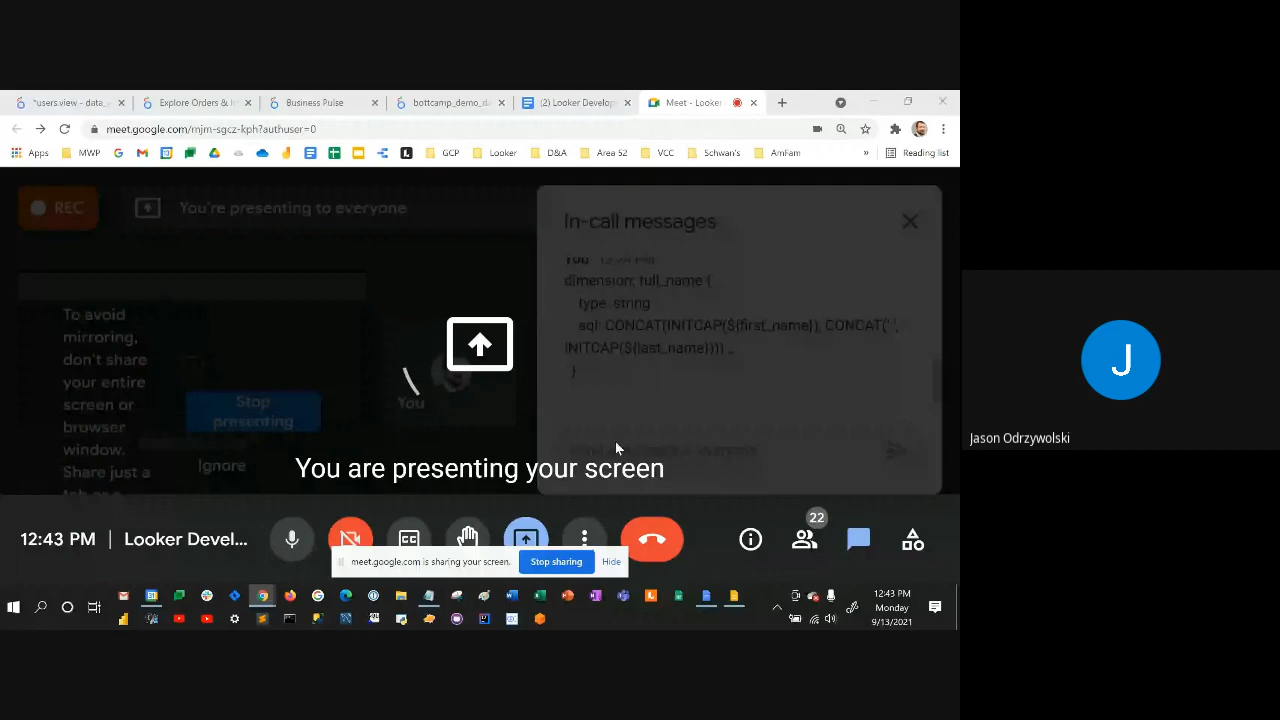 *users.view - data_
Explore Orders & I
Business Pulse
bottcamp_demo_d
(2) Looker Develop
Meet - Looker
meet.google.com/mjm-sgcz-kph?authuser=0
Apps
MWP
GCP
Looker
D&A
Area 52
VCC
Schwan's
AmFam
»
Reading list
REC
You're presenting to everyone
In-call messages
You 12:34 PM
dimension: full_name {
type: string
sql: CONCAT(INITCAP(${first_name}), CONCAT(' ',
INITCAP(${last_name}))) ;;
}
To avoid
mirroring,
don't share
your entire
screen or
browser
window.
Share just a
Stop
presenting
Ignore
You
You are presenting your screen
12:43 PM | Looker Devel...
22
meet.google.com is sharing your screen.
Stop sharing
Hide
12:43 PM
Monday
9/13/2021
J
Jason Odrzywolski